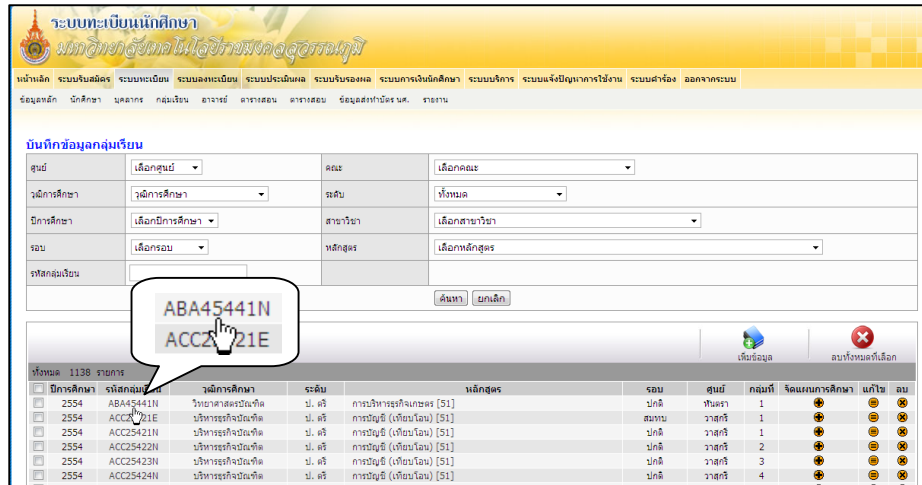 ระบบทะเบียนนักศึกษา
มหาวิทยาลัยเทคโนโลยีราชมงคลสุวรรณภูมิ
หน้าหลัก ระบบรับสมัคร ระบบทะเบียน ระบบลงทะเบียน ระบบประเมินผล ระบบรับรองผล ระบบการเงินนักศึกษา ระบบบริการ ระบบแจ้งปัญหาการใช้งาน ระบบคำร้อง ออกจากระบบ
ข้อมูลหลัก นักศึกษา บุคลากร กลุ่มเรียน อาจารย์ ตารางสอน ตารางสอบ ข้อมูลส่งทำบัตร นศ. รายงาน
บันทึกข้อมูลกลุ่มเรียน
ศูนย์ เลือกศูนย์ คณะ เลือกคณะ
วุฒิการศึกษา วุฒิการศึกษา ระดับ ทั้งหมด
ปีการศึกษา เลือกปีการศึกษา สาขาวิชา เลือกสาขาวิชา
รอบ เลือกรอบ หลักสูตร เลือกหลักสูตร
รหัสกลุ่มเรียน
ค้นหา ยกเลิก
ABA45441N
ACC25421E
เพิ่มข้อมูล ลบทั้งหมดที่เลือก
ทั้งหมด 1138 รายการ
ปีการศึกษา รหัสกลุ่มเรียน วุฒิการศึกษา ระดับ หลักสูตร รอบ ศูนย์ กลุ่มที่ จัดแผนการศึกษา แก้ไข ลบ
2554 ABA45441N วิทยาศาสตรบัณฑิต ป. ตรี การบริหารธุรกิจเกษตร [51] ปกติ หันตรา 1
2554 ACC25421E บริหารธุรกิจบัณฑิต ป. ตรี การบัญชี (เทียบโอน) [51] สมทบ วาสุกรี 1
2554 ACC25421N บริหารธุรกิจบัณฑิต ป. ตรี การบัญชี (เทียบโอน) [51] ปกติ วาสุกรี 1
2554 ACC25422N บริหารธุรกิจบัณฑิต ป. ตรี การบัญชี (เทียบโอน) [51] ปกติ วาสุกรี 2
2554 ACC25423N บริหารธุรกิจบัณฑิต ป. ตรี การบัญชี (เทียบโอน) [51] ปกติ วาสุกรี 3
2554 ACC25424N บริหารธุรกิจบัณฑิต ป. ตรี การบัญชี (เทียบโอน) [51] ปกติ วาสุกรี 4